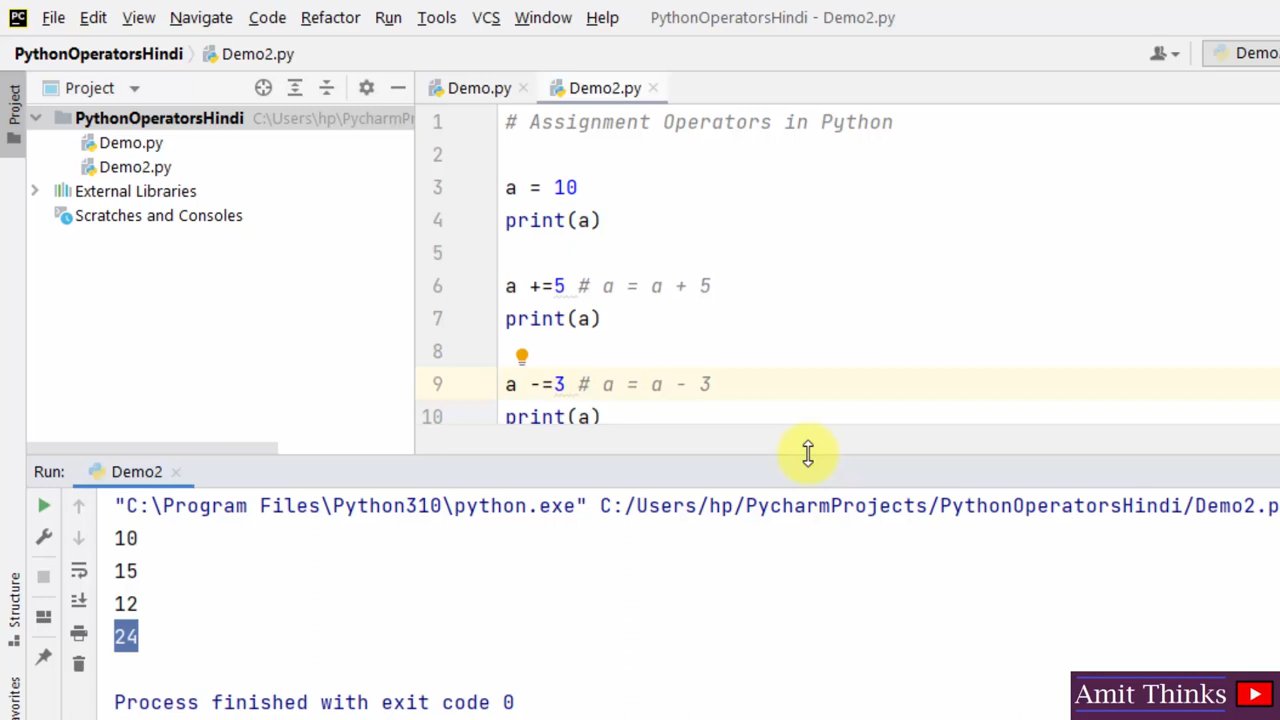 File Edit View Navigate Code Refactor Run Tools VCS Window Help PythonOperatorsHindi - Demo2.py
PythonOperatorsHindi Demo2.py
Project
Demo.py Demo2.py
PythonOperatorsHindi C:\Users\hp\PycharmPr
Demo.py
Demo2.py
External Libraries
Scratches and Consoles
Project
1 # Assignment Operators in Python
2
3 a = 10
4 print(a)
5
6 a +=5 # a = a + 5
7 print(a)
8
9 a -=3 # a = a - 3
10 print(a)
Run: Demo2
"C:\Program Files\Python310\python.exe" C:/Users/hp/PycharmProjects/PythonOperatorsHindi/Demo2.p
10
15
12
24
Process finished with exit code 0
Structure
Amit Thinks